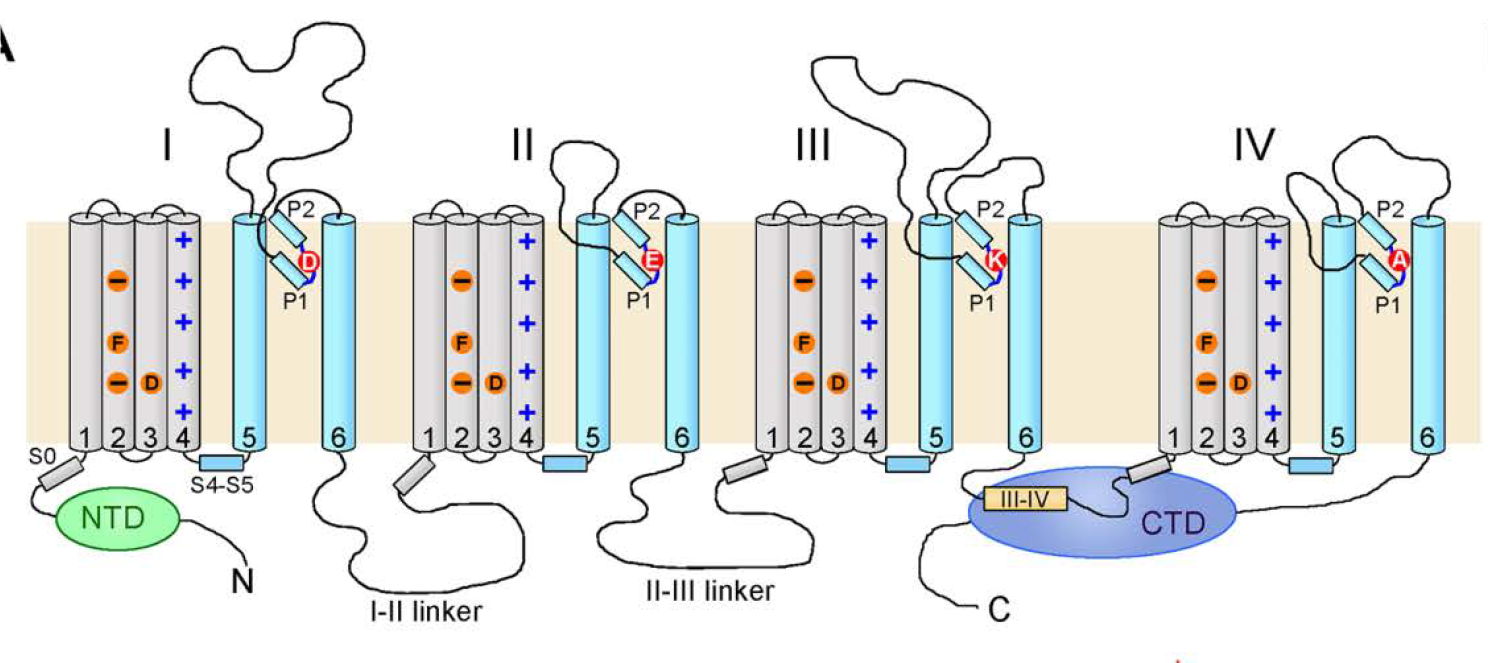 A
I II III IV
P2 P2 P2 P2
+ + + +
D E K A
− + − + − + − +
P1 P1 P1 P1
+ + + +
F F F F
− D + − D + − D + − D +
+ + + +
1 2 3 4 5 6 1 2 3 4 5 6 1 2 3 4 5 6 1 2 3 4 5 6
S0
S4-S5
III-IV
NTD
CTD
N
II-III linker
I-II linker
C